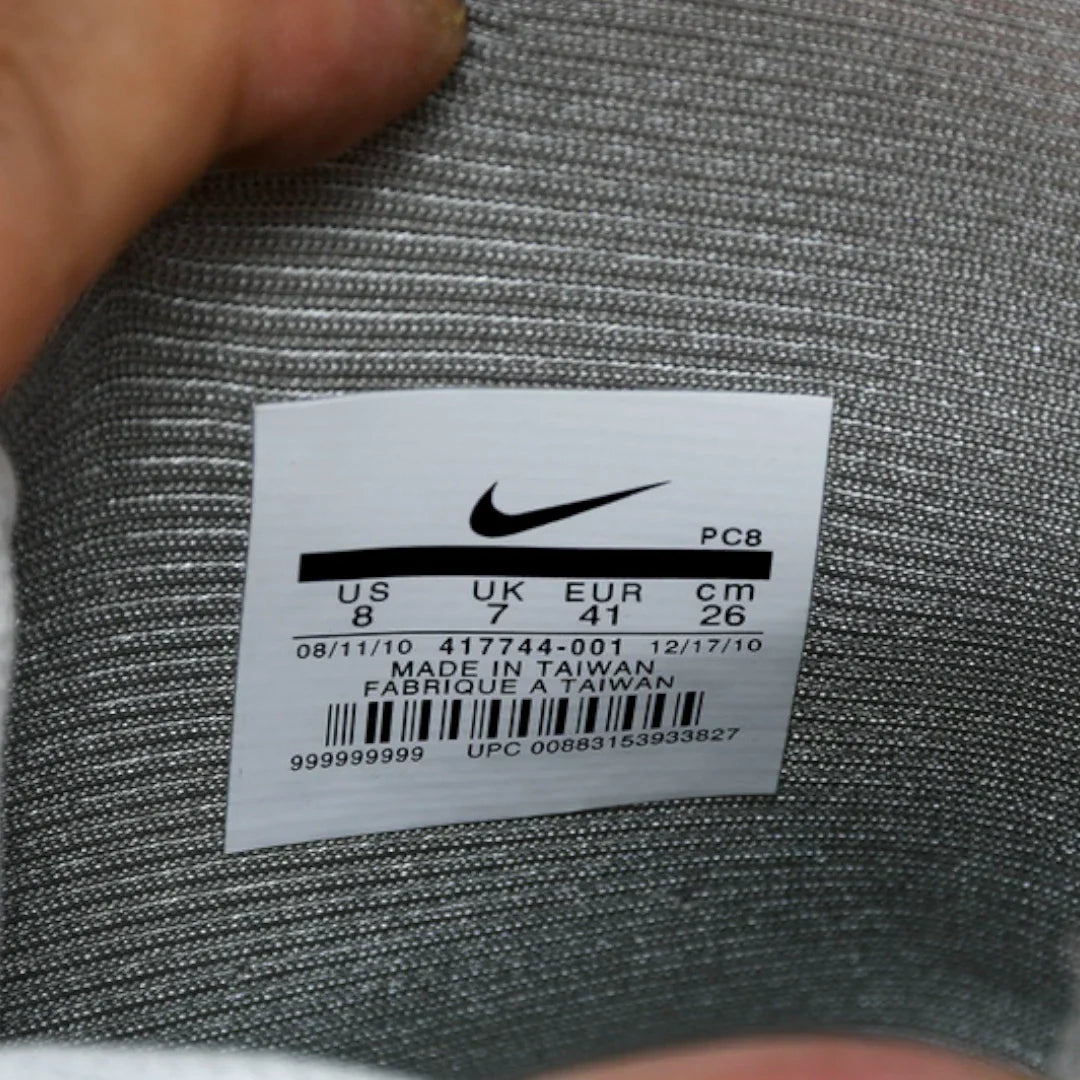 PC8
US UK EUR cm
8 7 41 26
08/11/10 417744-001 12/17/10
MADE IN TAIWAN
FABRIQUE A TAIWAN
999999999 UPC 00883153933827